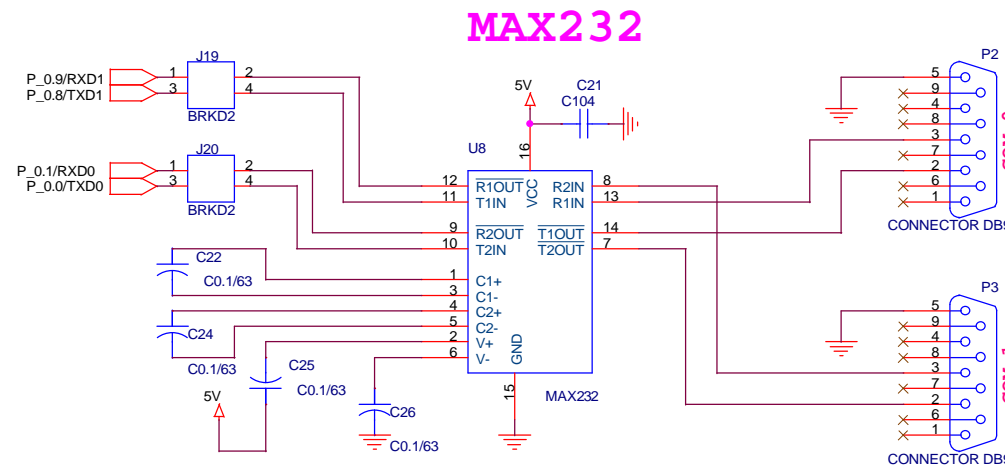 MAX232
J19
P_0.9/RXD1 1 2
P_0.8/TXD1 3 4
BRKD2
J20
P_0.1/RXD0 1 2
P_0.0/TXD0 3 4
BRKD2
5V
C21
C104
U8
16
VCC
12 R1OUT R2IN 8
11 T1IN R1IN 13
9 R2OUT T1OUT 14
10 T2IN T2OUT 7
1 C1+
3 C1-
4 C2+
5 C2-
2 V+
6 V-
GND
15
MAX232
C22
C0.1/63
C24
C0.1/63
C25
C0.1/63
5V
C26
C0.1/63
P2
5
9
4
8
3
7
2
6
1
CONNECTOR DB9
P3
5
9
4
8
3
7
2
6
1
CONNECTOR DB9